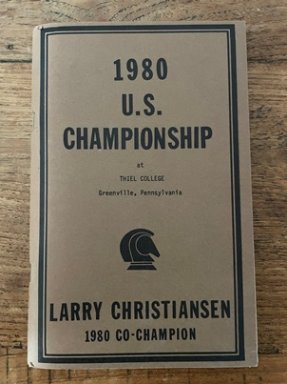 1980
U.S.
CHAMPIONSHIP
at
THIEL COLLEGE
Greenville, Pennsylvania
LARRY CHRISTIANSEN
1980 CO-CHAMPION